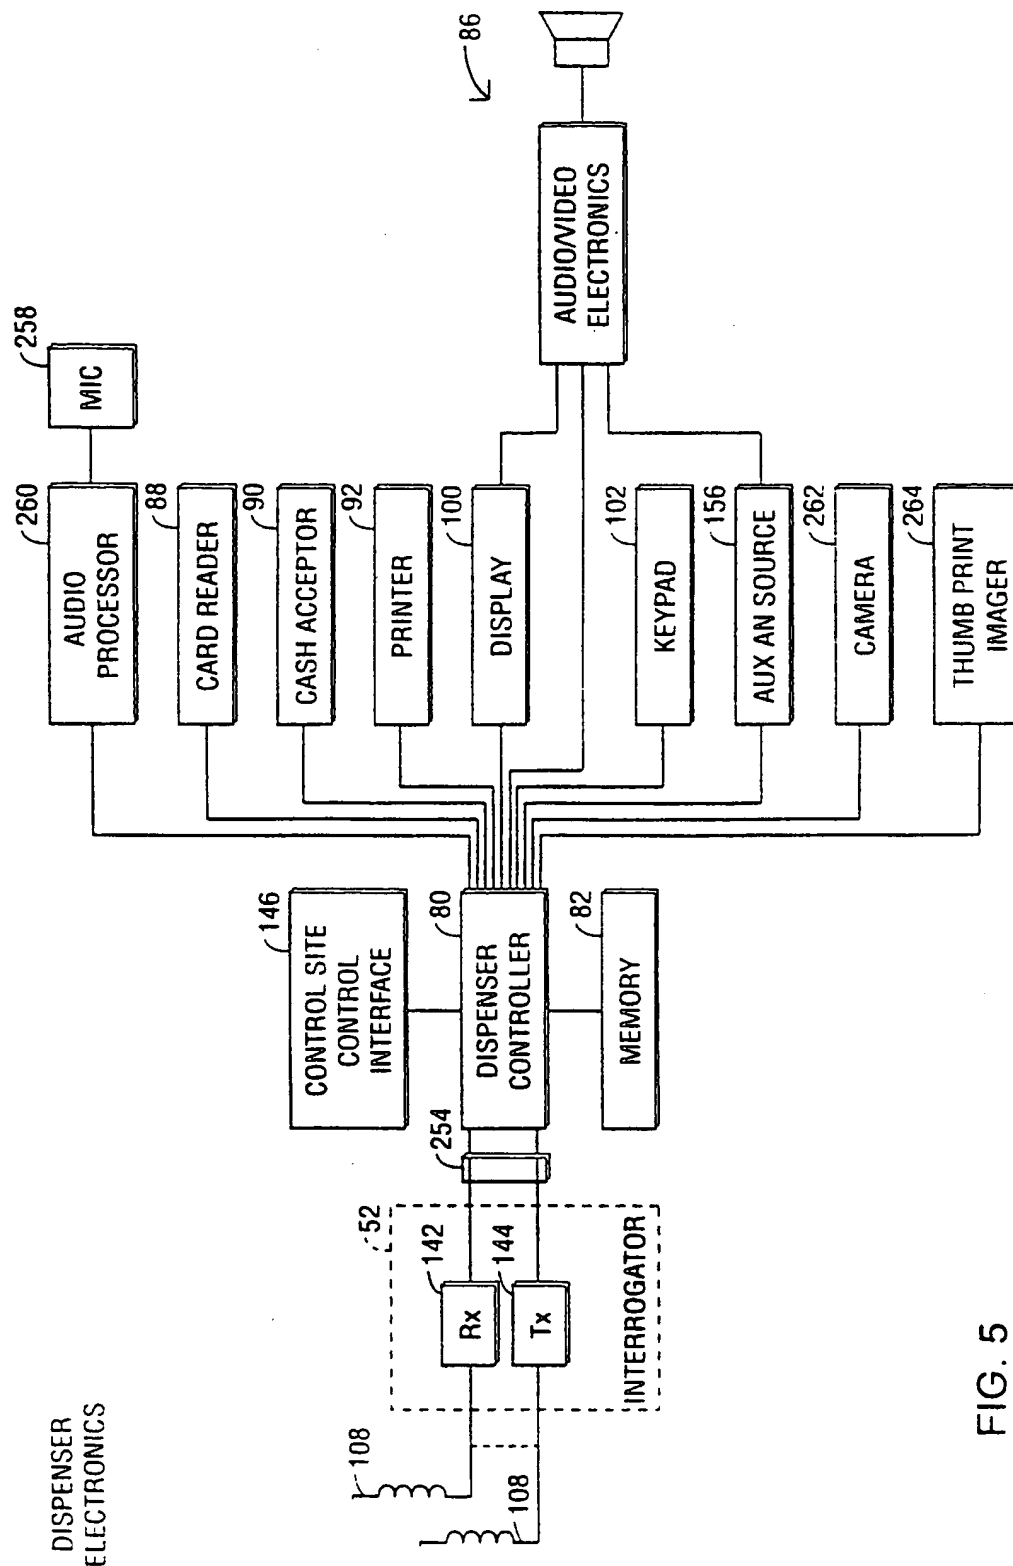 DISPENSER
ELECTRONICS
108
108
52
142
Rx
144
Tx
INTERROGATOR
254
146
CONTROL SITE
CONTROL
INTERFACE
80
DISPENSER
CONTROLLER
82
MEMORY
260
AUDIO
PROCESSOR
258
MIC
88
CARD READER
90
CASH ACCEPTOR
92
PRINTER
100
DISPLAY
102
KEYPAD
156
AUX AN SOURCE
262
CAMERA
264
THUMB PRINT
IMAGER
AUDIO/VIDEO
ELECTRONICS
86
FIG. 5